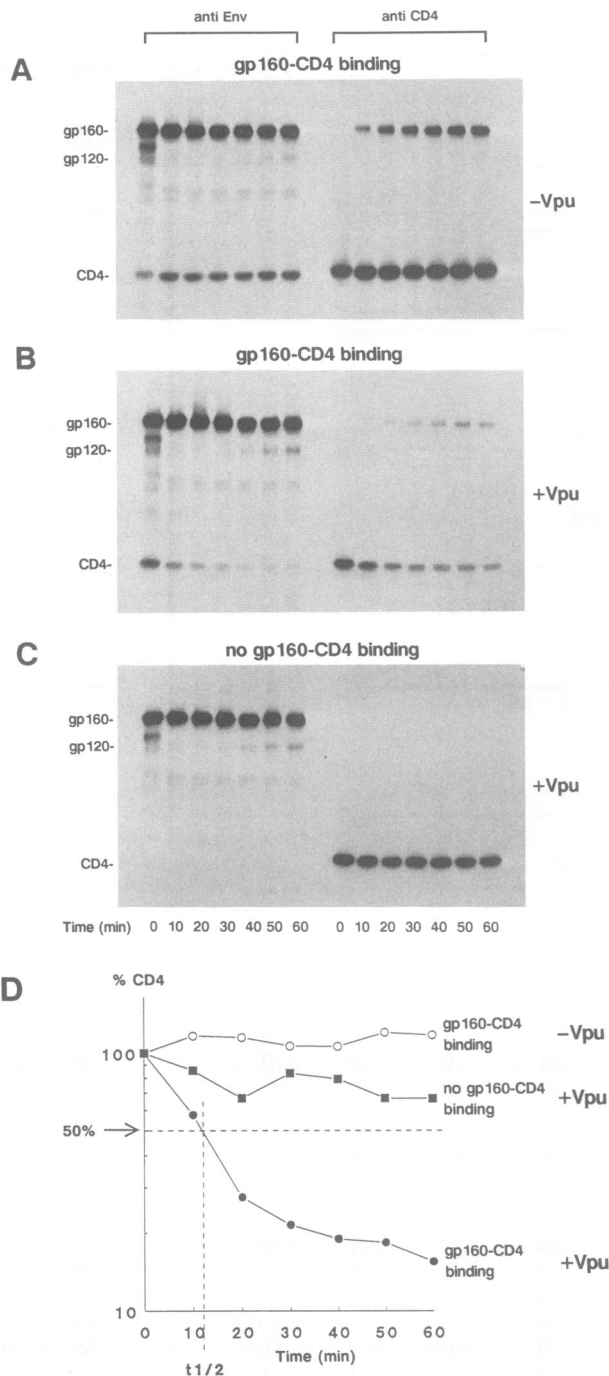 anti Env anti CD4
A gp160-CD4 binding
gp160-
gp120-
–Vpu
CD4-
B gp160-CD4 binding
gp160-
gp120-
+Vpu
CD4-
C no gp160-CD4 binding
gp160-
gp120-
+Vpu
CD4-
Time (min) 0 10 20 30 40 50 60 0 10 20 30 40 50 60
D % CD4
gp160-CD4 binding –Vpu
100
no gp160-CD4 binding +Vpu
50%
gp160-CD4 binding +Vpu
10
0 10 20 30 40 50 60
t1/2 Time (min)